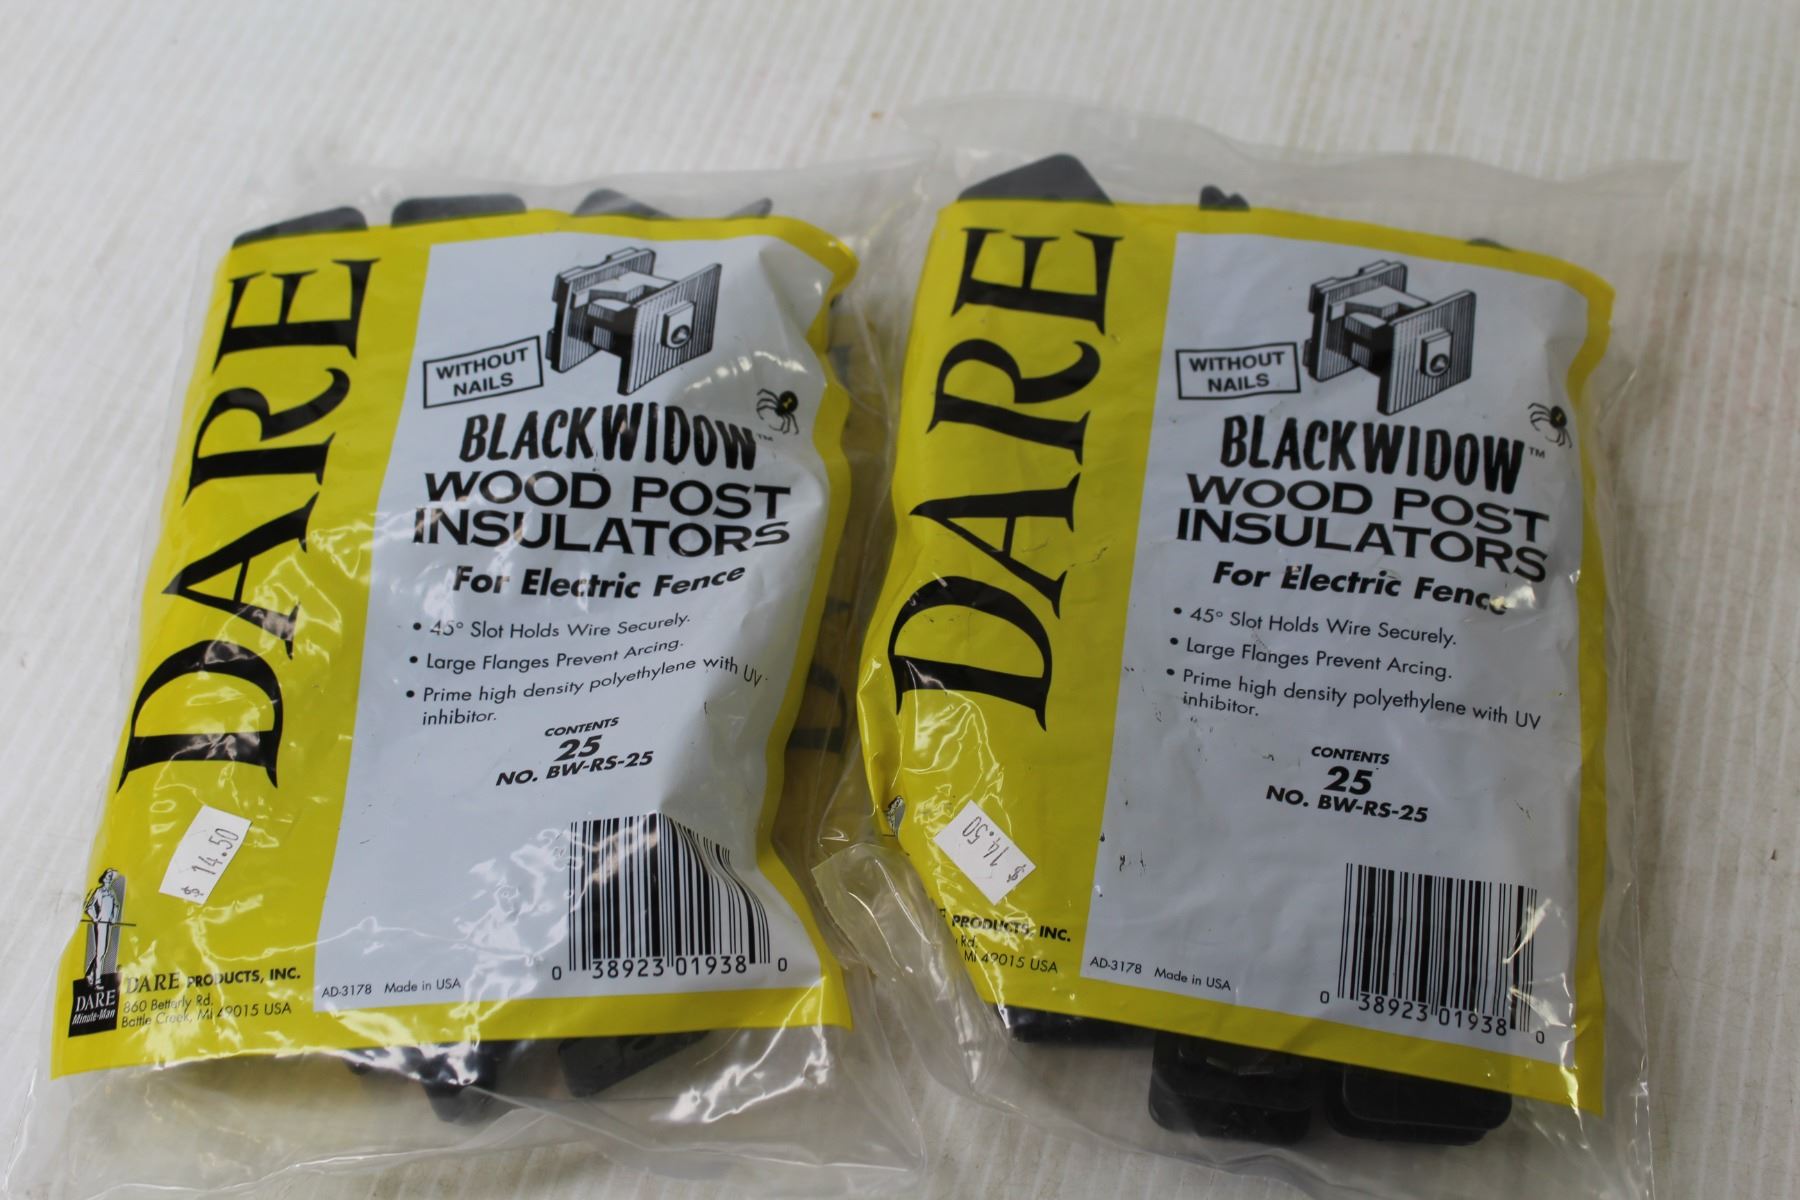 DARE
WITHOUT
NAILS
BLACKWIDOW™
WOOD POST
INSULATORS
For Electric Fence
• 45° Slot Holds Wire Securely.
• Large Flanges Prevent Arcing.
• Prime high density polyethylene with UV
inhibitor.
CONTENTS
25
NO. BW-RS-25
$14.50
DARE
Minute-Man
DARE PRODUCTS, INC.
860 Betterly Rd.
Battle Creek, MI 49015 USA
AD-3178 Made in USA
0 38923 01938 0
DARE
WITHOUT
NAILS
BLACKWIDOW™
WOOD POST
INSULATORS
For Electric Fence
• 45° Slot Holds Wire Securely.
• Large Flanges Prevent Arcing.
• Prime high density polyethylene with UV
inhibitor.
CONTENTS
25
NO. BW-RS-25
$14.50
PRODUCTS, INC.
Rd.
MI 49015 USA
AD-3178 Made in USA
0 38923 01938 0